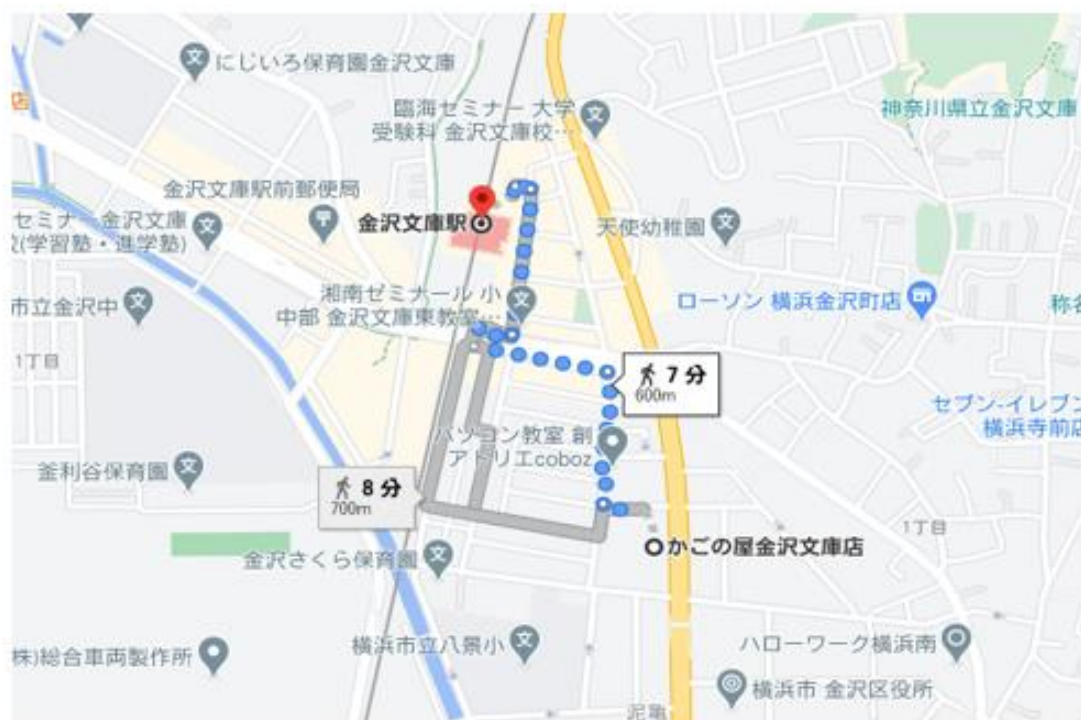 にじいろ保育園金沢文庫
店
臨海セミナー 大学
受験科 金沢文庫校…
神奈川県立金沢文庫
金沢文庫駅前郵便局
セミナー 金沢文庫
(学習塾・進学塾)
金沢文庫駅
天使幼稚園
湘南ゼミナール 小
中部 金沢文庫東教室…
ローソン 横浜金沢町店
称名
市立金沢中
1丁目
7 分
600m
セブン-イレブン
横浜寺前店
パソコン教室 創
アトリエcoboz
釜利谷保育園
8 分
700m
1丁目
かごの屋金沢文庫店
金沢さくら保育園
横浜市立八景小
ハローワーク横浜南
株)総合車両製作所
横浜市 金沢区役所
泥亀